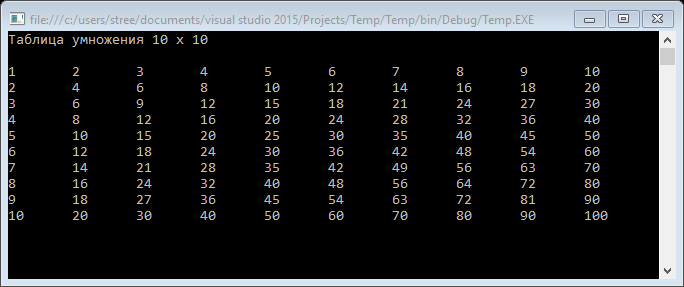 file:///c:/users/stree/documents/visual studio 2015/Projects/Temp/Temp/bin/Debug/Temp.EXE
Таблица умножения 10 x 10
1 2 3 4 5 6 7 8 9 10
2 4 6 8 10 12 14 16 18 20
3 6 9 12 15 18 21 24 27 30
4 8 12 16 20 24 28 32 36 40
5 10 15 20 25 30 35 40 45 50
6 12 18 24 30 36 42 48 54 60
7 14 21 28 35 42 49 56 63 70
8 16 24 32 40 48 56 64 72 80
9 18 27 36 45 54 63 72 81 90
10 20 30 40 50 60 70 80 90 100